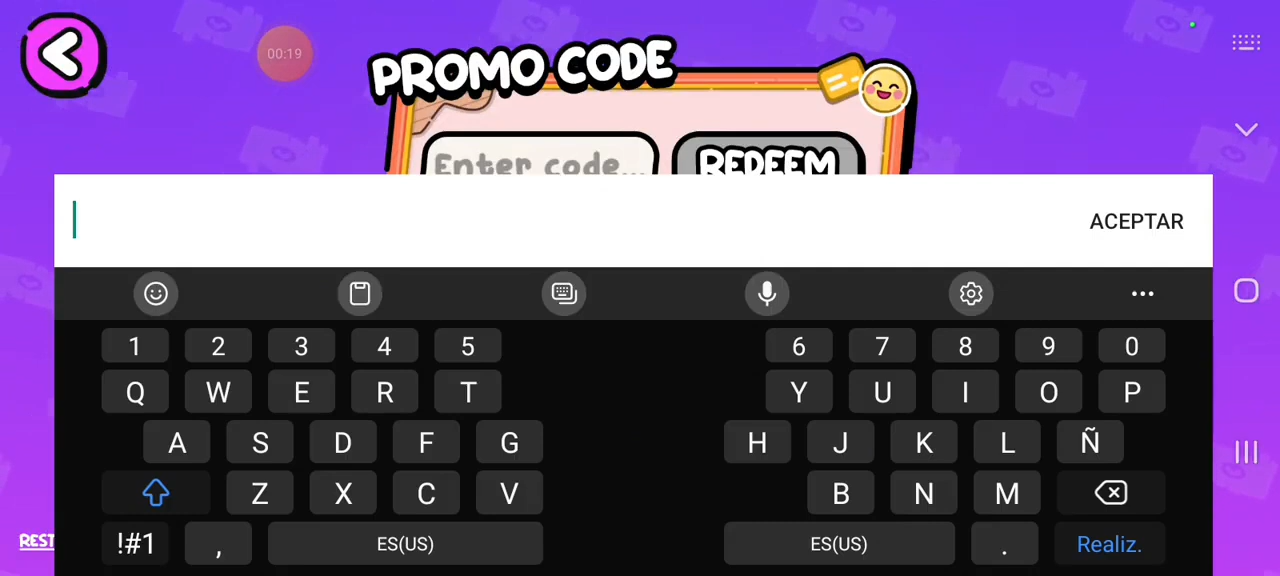 00:19
PROMO CODE
Enter code... REDEEM
ACEPTAR
1 2 3 4 5 6 7 8 9 0
Q W E R T Y U I O P
A S D F G H J K L Ñ
Z X C V B N M
REST !#1 , ES(US) ES(US) . Realiz.